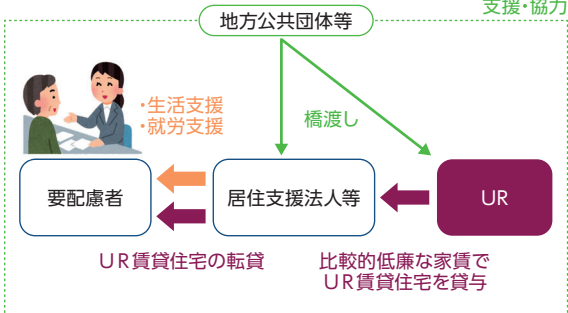 支援・協力
地方公共団体等
・生活支援
・就労支援
橋渡し
要配慮者
居住支援法人等
UR
UR賃貸住宅の転貸
比較的低廉な家賃で
UR賃貸住宅を貸与